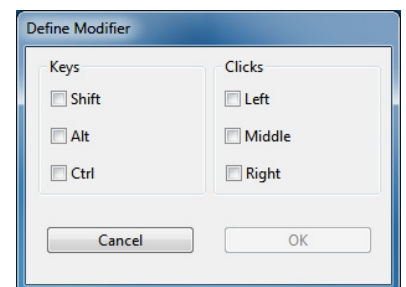 Define Modifier
Keys
Shift
Alt
Ctrl
Clicks
Left
Middle
Right
Cancel
OK